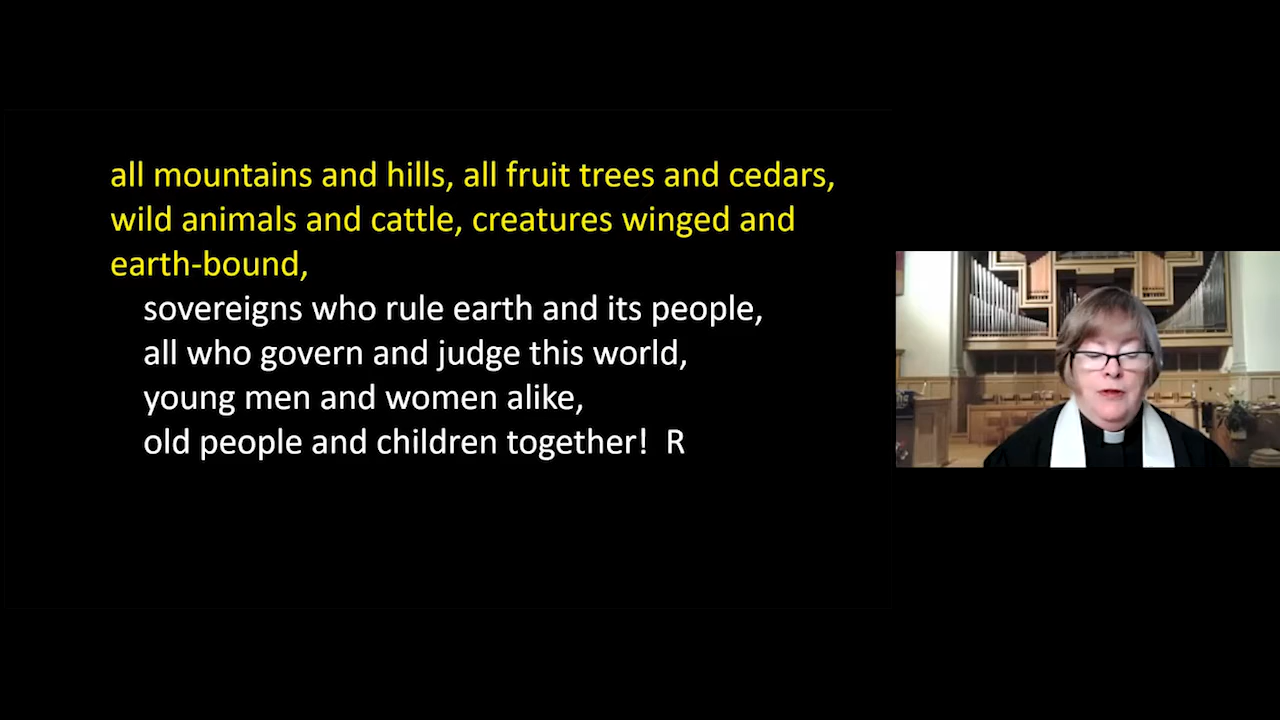 all mountains and hills, all fruit trees and cedars,
wild animals and cattle, creatures winged and
earth-bound,
sovereigns who rule earth and its people,
all who govern and judge this world,
young men and women alike,
old people and children together!  R